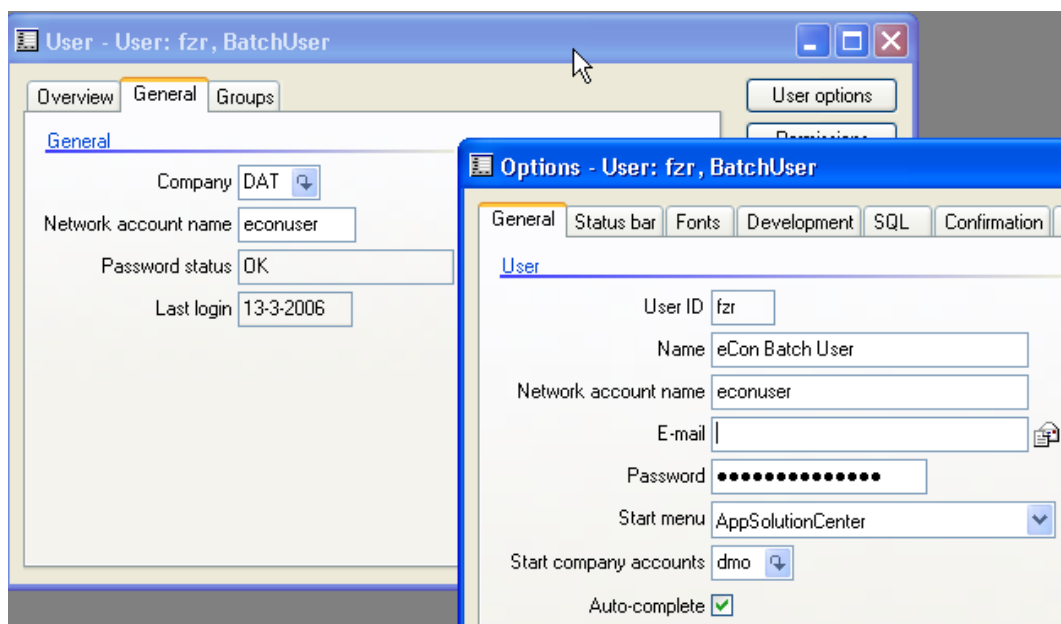 User - User: fzr, BatchUser
Overview General Groups
User options
Permissions
General
Company DAT
Network account name econuser
Password status OK
Last login 13-3-2006
Options - User: fzr, BatchUser
General Status bar Fonts Development SQL Confirmation
User
User ID fzr
Name eCon Batch User
Network account name econuser
E-mail
Password ●●●●●●●●●●●●●●
Start menu AppSolutionCenter
Start company accounts dmo
Auto-complete